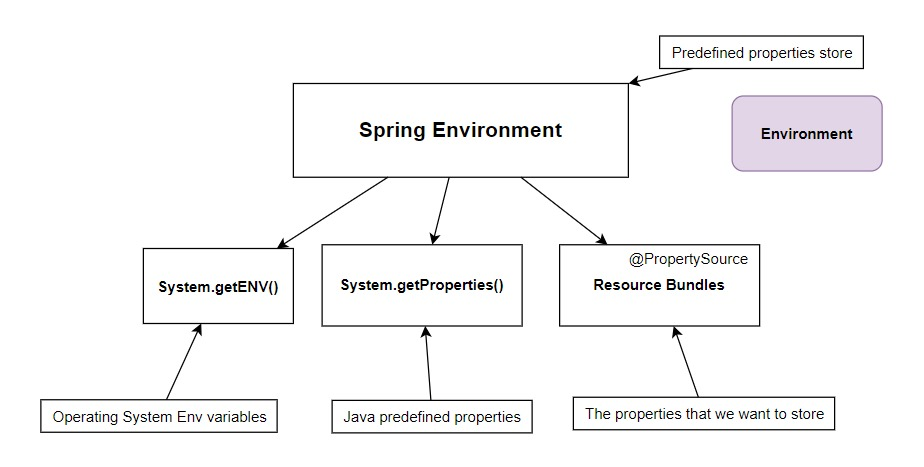 Predefined properties store
Spring Environment
Environment
@PropertySource
System.getENV()
System.getProperties()
Resource Bundles
Operating System Env variables
Java predefined properties
The properties that we want to store